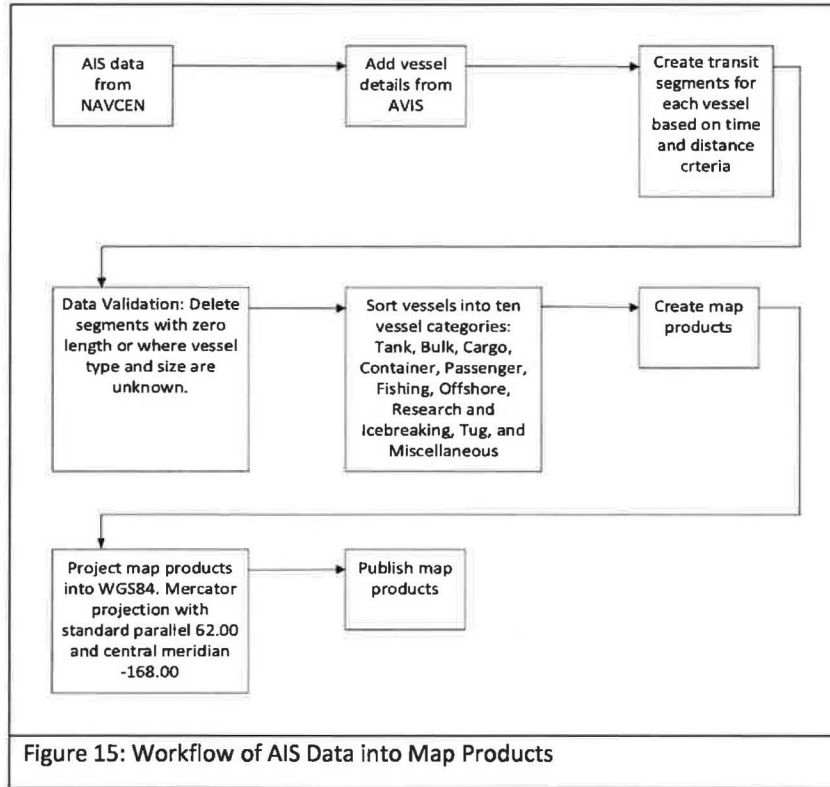 AIS data
from
NAVCEN
Add vessel
details from
AVIS
Create transit
segments for
each vessel
based on time
and distance
crteria
Data Validation: Delete
segments with zero
length or where vessel
type and size are
unknown.
Sort vessels into ten
vessel categories:
Tank, Bulk, Cargo,
Container, Passenger,
Fishing, Offshore,
Research and
Icebreaking, Tug, and
Miscellaneous
Create map
products
Project map products
into WGS84. Mercator
projection with
standard parallel 62.00
and central meridian
-168.00
Publish map
products
Figure 15: Workflow of AIS Data into Map Products